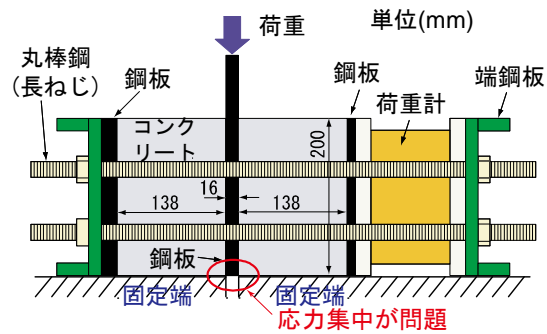 荷重
単位(mm)
丸棒鋼
(長ねじ)
鋼板
鋼板
端鋼板
荷重計
コンク
リート
200
16
138
138
鋼板
固定端
固定端
応力集中が問題